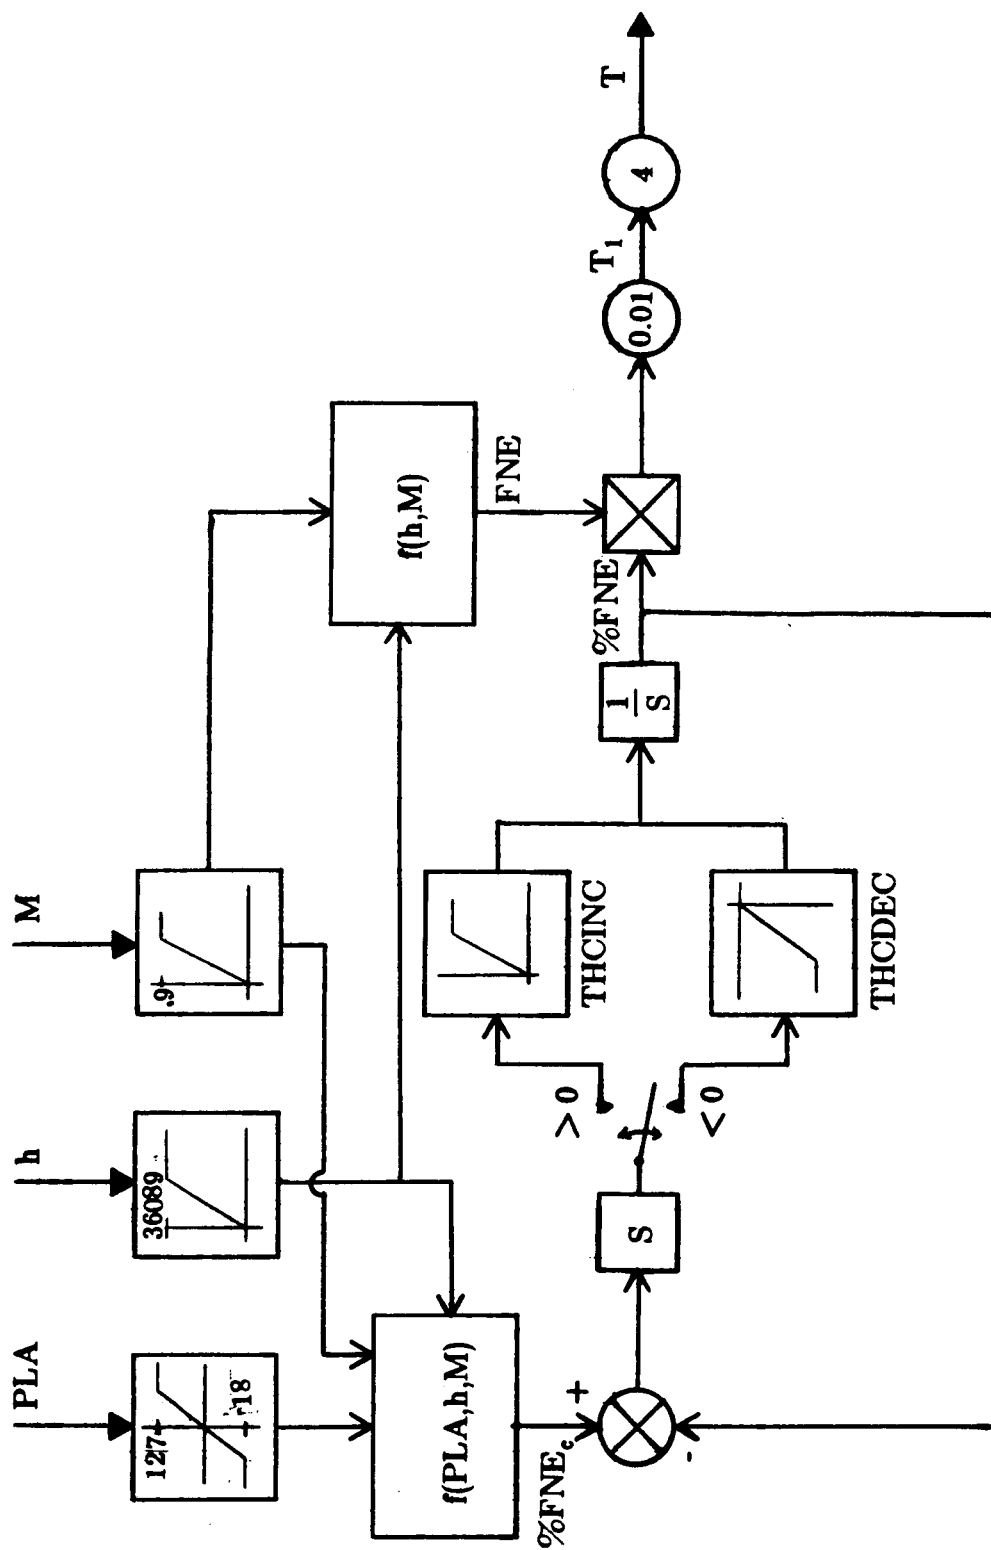 PLA
h
M
127
-18
36089
.9
f(PLA,h,M)
f(h,M)
%FNEc
+
-
FNE
S
> 0
< 0
THCINC
THCDEC
1
S
%FNE
0.01
T1
4
T